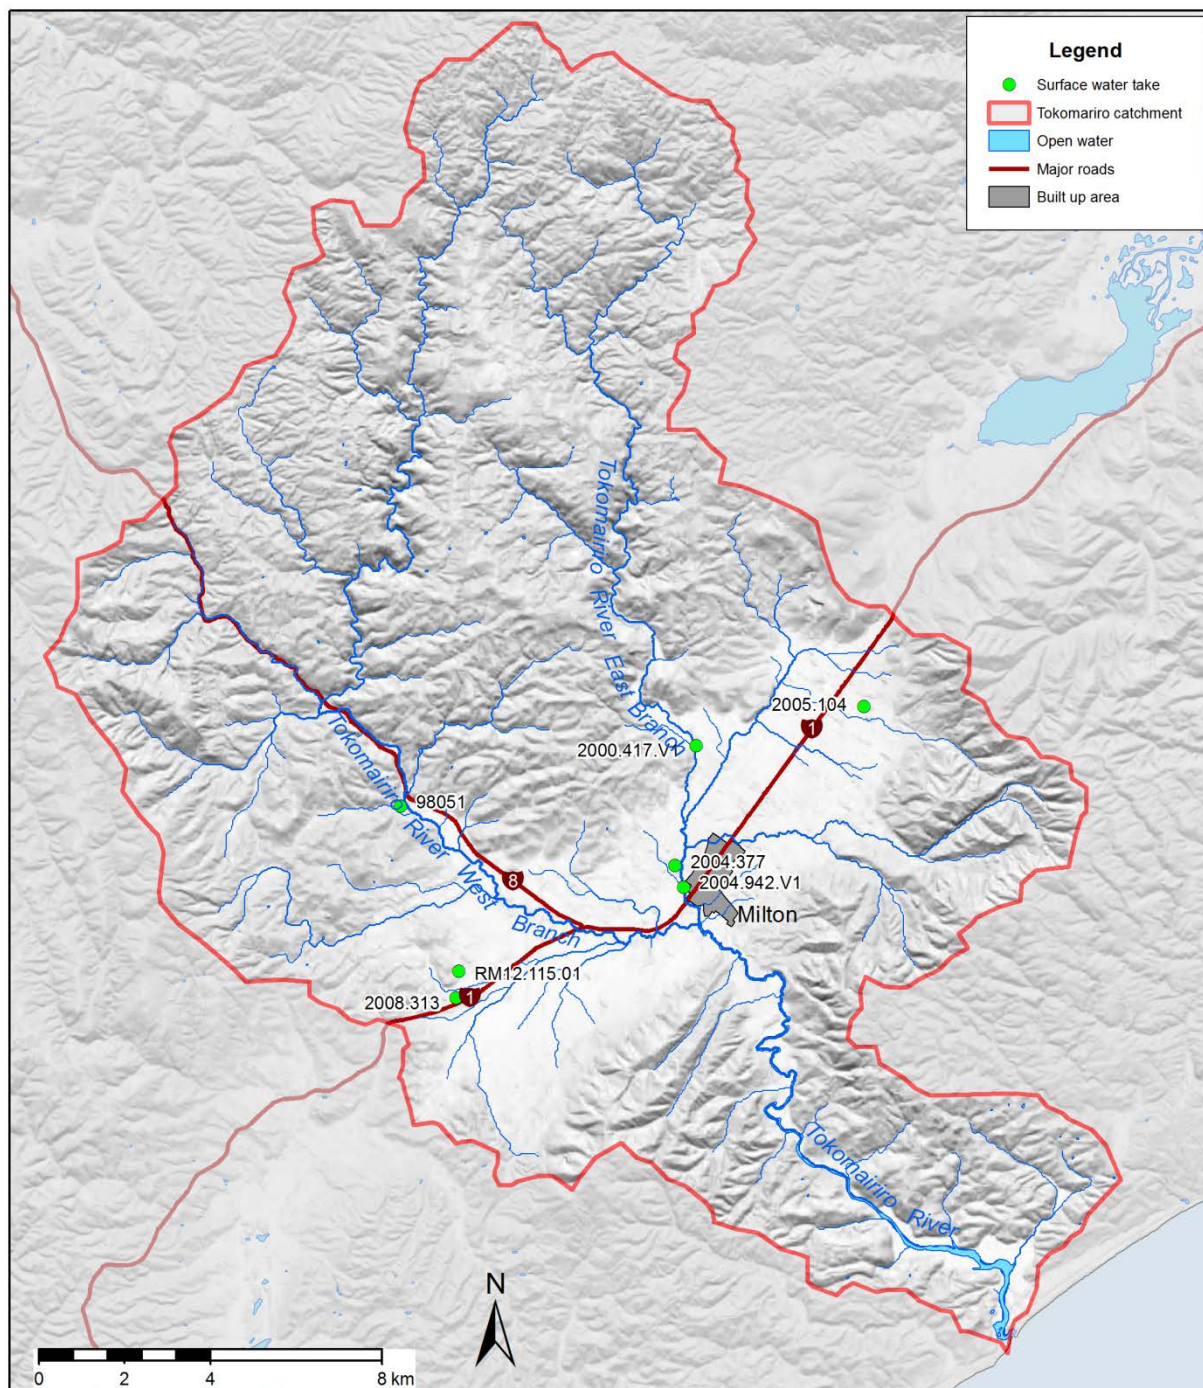 Legend
Surface water take
Tokomariro catchment
Open water
Major roads
Built up area
Tokomairiro River East Branch
2005.104
1
2000.417.V1
Tokomairiro River West Branch
98051
8
2004.377
2004.942.V1
Milton
RM12.115.01
2008.313
1
Tokomairiro River
N
0 2 4 8 km